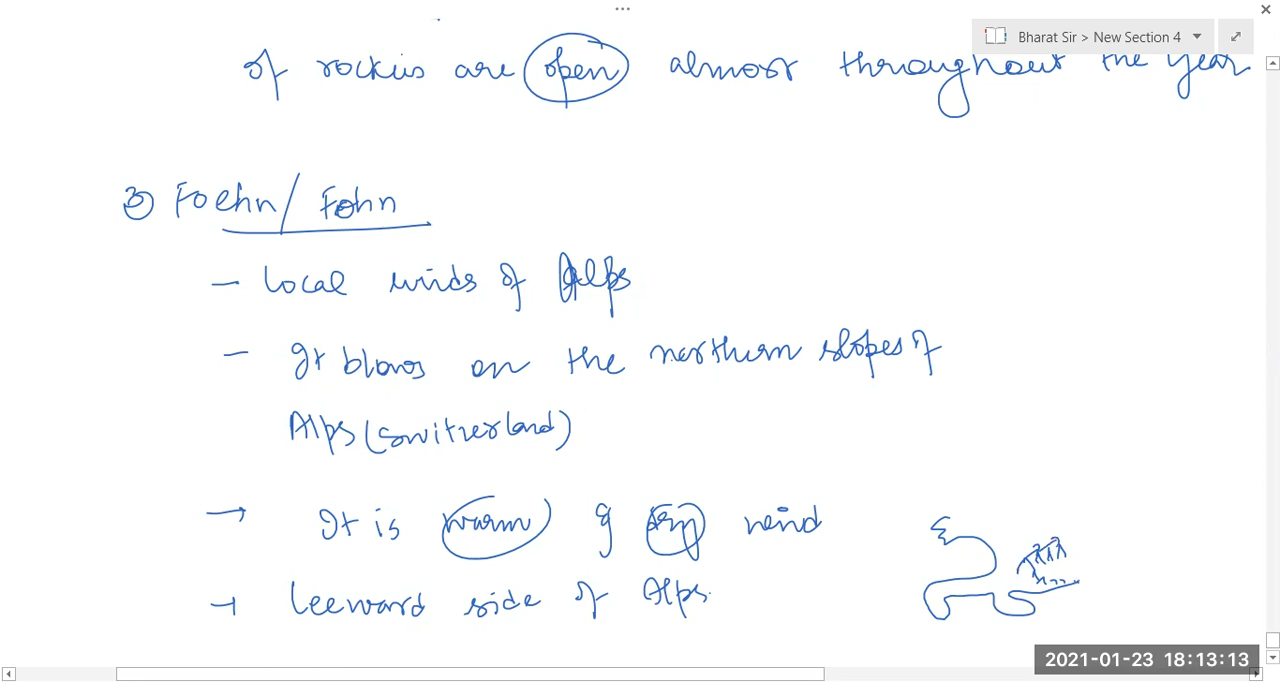 ...
Bharat Sir > New Section 4
of rockies are open almost throughout the year
3) Foehn/ Fohn
- Local winds of Alps
- It blows on the northern slopes of
Alps (Switzerland)
→ It is warm & dry wind
→ Leeward side of Alps.
2021-01-23 18:13:13